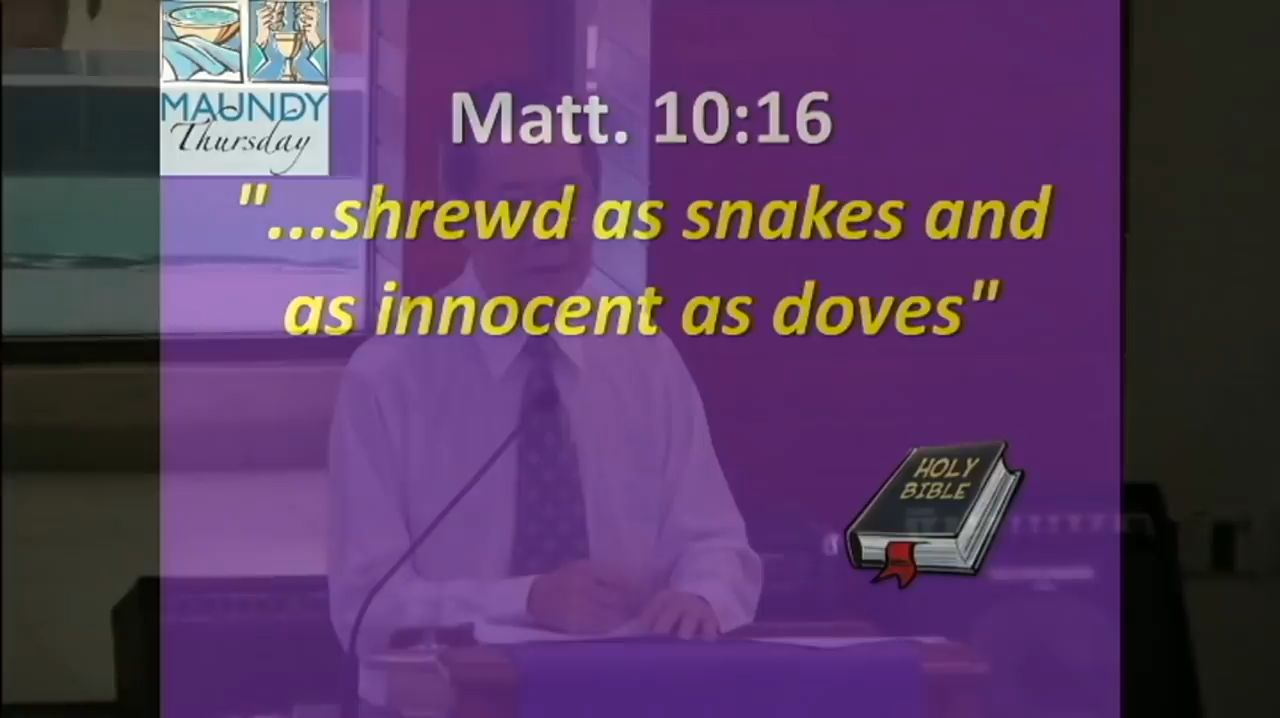 MAUNDY
Thursday
Matt. 10:16
"...shrewd as snakes and
as innocent as doves"
HOLY
BIBLE